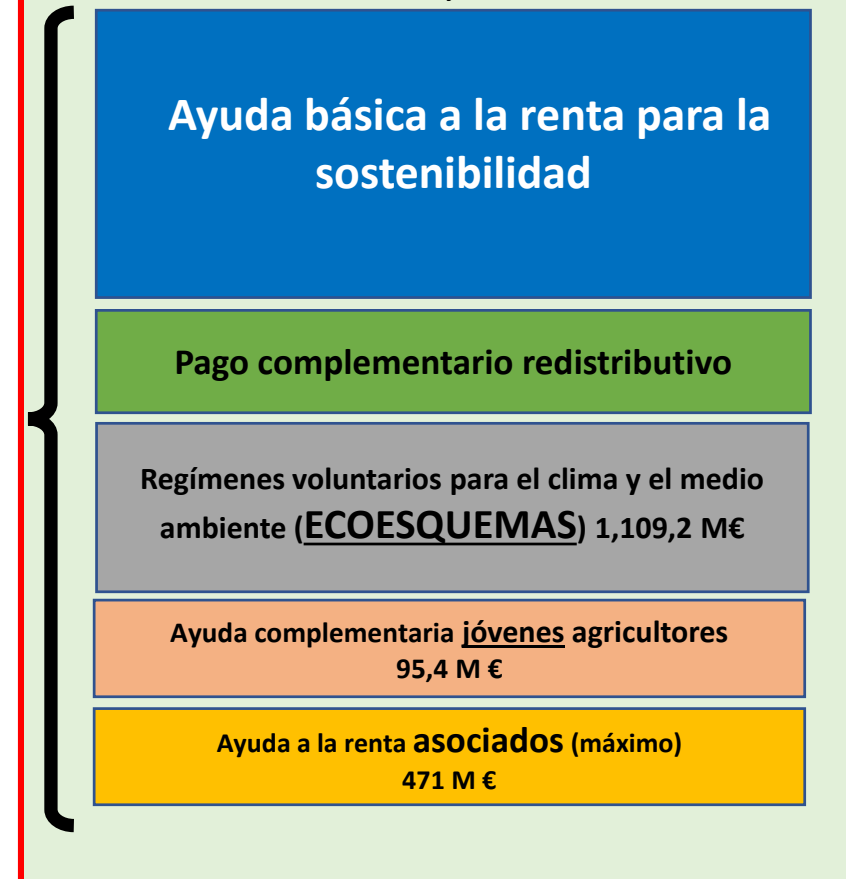 Ayuda básica a la renta para la
sostenibilidad
Pago complementario redistributivo
Regímenes voluntarios para el clima y el medio
ambiente (ECOESQUEMAS) 1,109,2 M€
Ayuda complementaria jóvenes agricultores
95,4 M €
Ayuda a la renta asociados (máximo)
471 M €